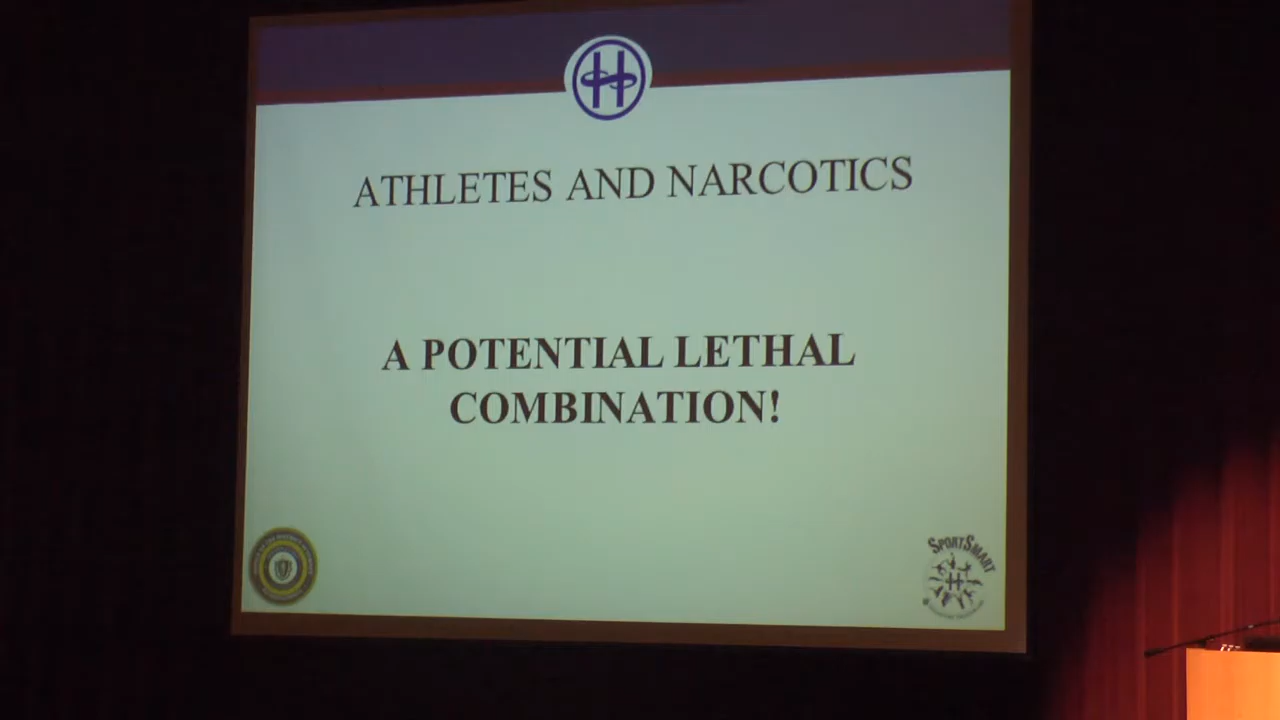 H
ATHLETES AND NARCOTICS
A POTENTIAL LETHAL
COMBINATION!
SPORTSMART
H